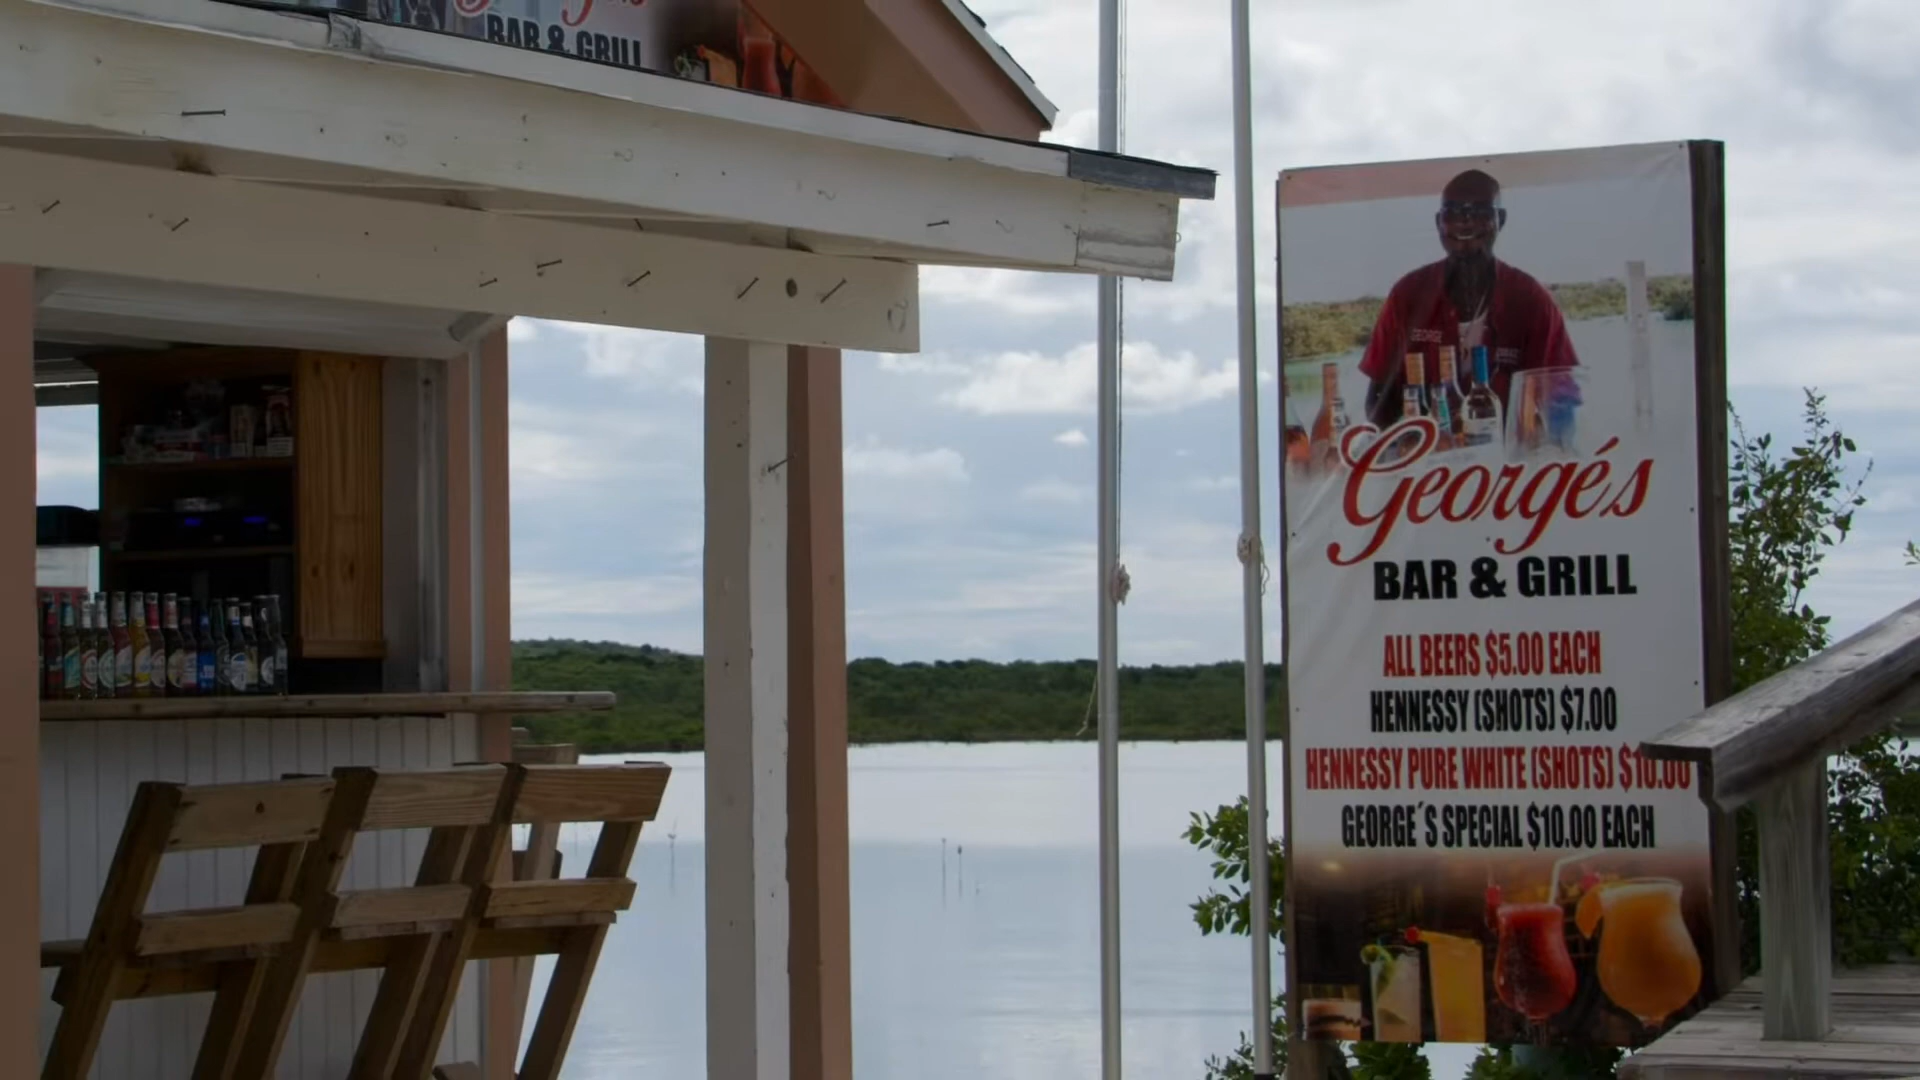 BAR & GRILL
GEORGE
Georgés
BAR & GRILL
ALL BEERS $5.00 EACH
HENNESSY (SHOTS) $7.00
HENNESSY PURE WHITE (SHOTS) $10.00
GEORGE´S SPECIAL $10.00 EACH